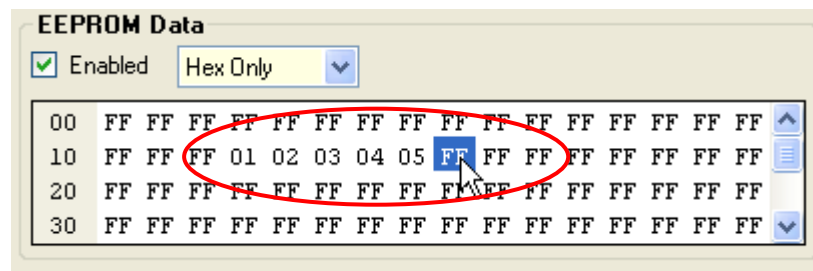 EEPROM Data
Enabled Hex Only
00 FF FF FF FF FF FF FF FF FF FF FF FF FF FF FF FF
10 FF FF FF 01 02 03 04 05 FF FF FF FF FF FF FF FF
20 FF FF FF FF FF FF FF FF FF FF FF FF FF FF FF FF
30 FF FF FF FF FF FF FF FF FF FF FF FF FF FF FF FF